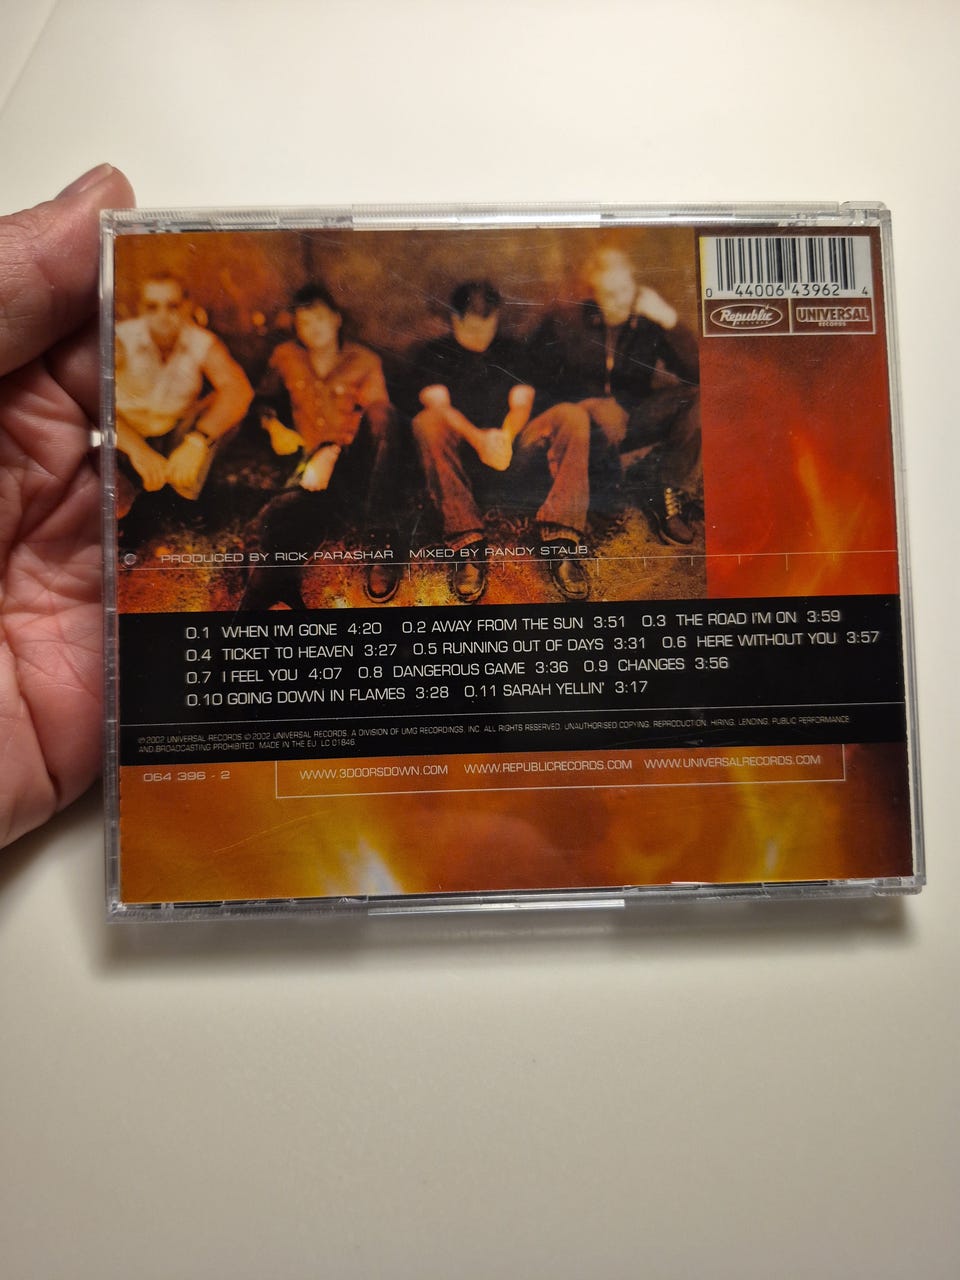 0 44006 43962 4
Republic RECORDS UNIVERSAL RECORDS
PRODUCED BY RICK PARASHAR MIXED BY RANDY STAUB
0.1 WHEN I'M GONE 4:20 0.2 AWAY FROM THE SUN 3:51 0.3 THE ROAD I'M ON 3:59
0.4 TICKET TO HEAVEN 3:27 0.5 RUNNING OUT OF DAYS 3:31 0.6 HERE WITHOUT YOU 3:57
0.7 I FEEL YOU 4:07 0.8 DANGEROUS GAME 3:36 0.9 CHANGES 3:56
0.10 GOING DOWN IN FLAMES 3:28 0.11 SARAH YELLIN' 3:17
℗ 2002 UNIVERSAL RECORDS © 2002 UNIVERSAL RECORDS, A DIVISION OF UMG RECORDINGS, INC. ALL RIGHTS RESERVED. UNAUTHORISED COPYING, REPRODUCTION, HIRING, LENDING, PUBLIC PERFORMANCE
AND BROADCASTING PROHIBITED. MADE IN THE EU. LC 01846
064 396 - 2 WWW.3DOORSDOWN.COM WWW.REPUBLICRECORDS.COM WWW.UNIVERSALRECORDS.COM